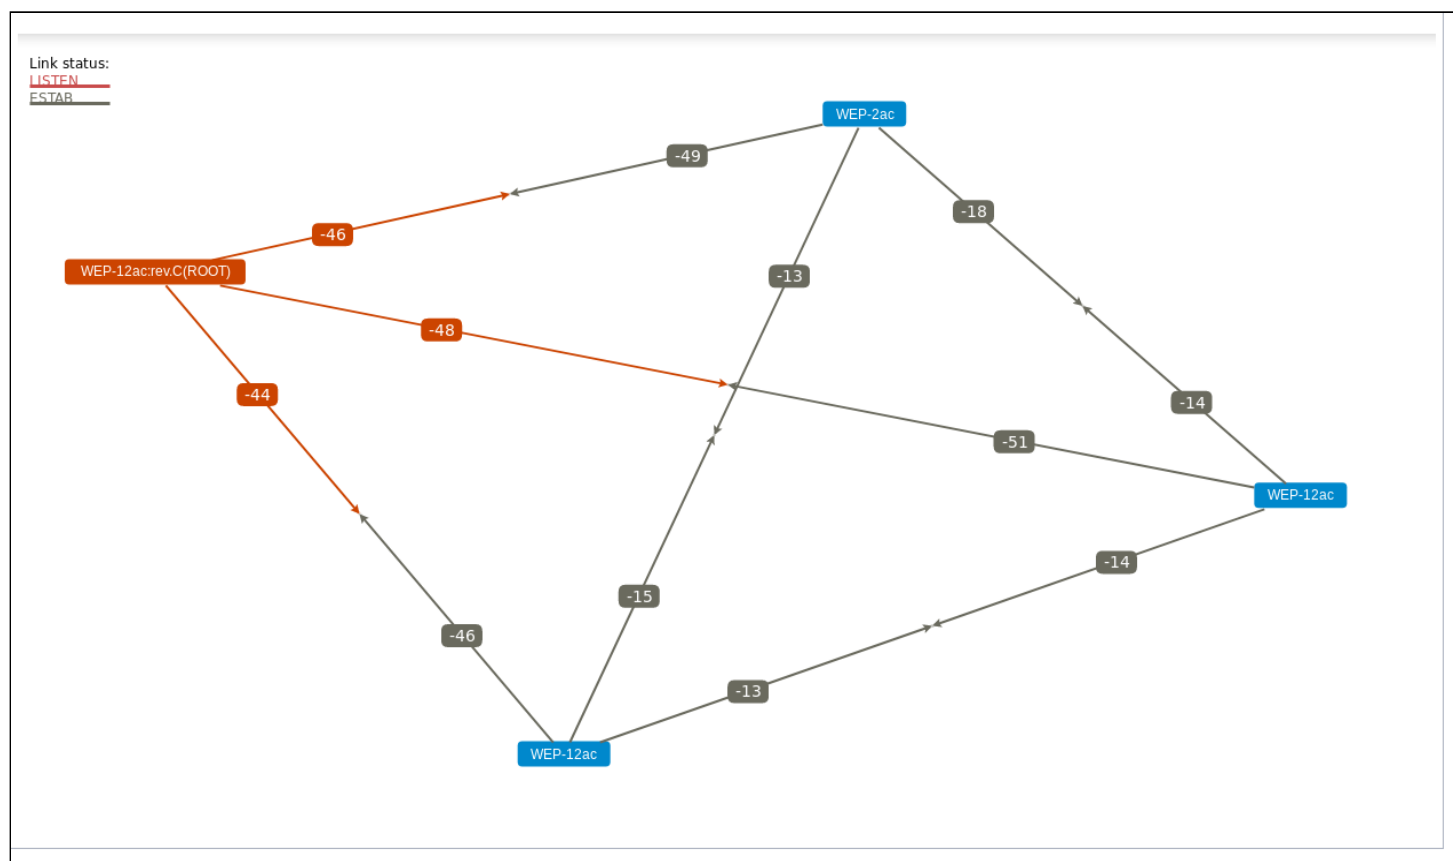 Link status:
LISTEN
ESTAB
WEP-2ac
-49
-18
-46
WEP-12ac:rev.C(ROOT)
-13
-48
-44
-14
-51
WEP-12ac
-14
-15
-46
-13
WEP-12ac